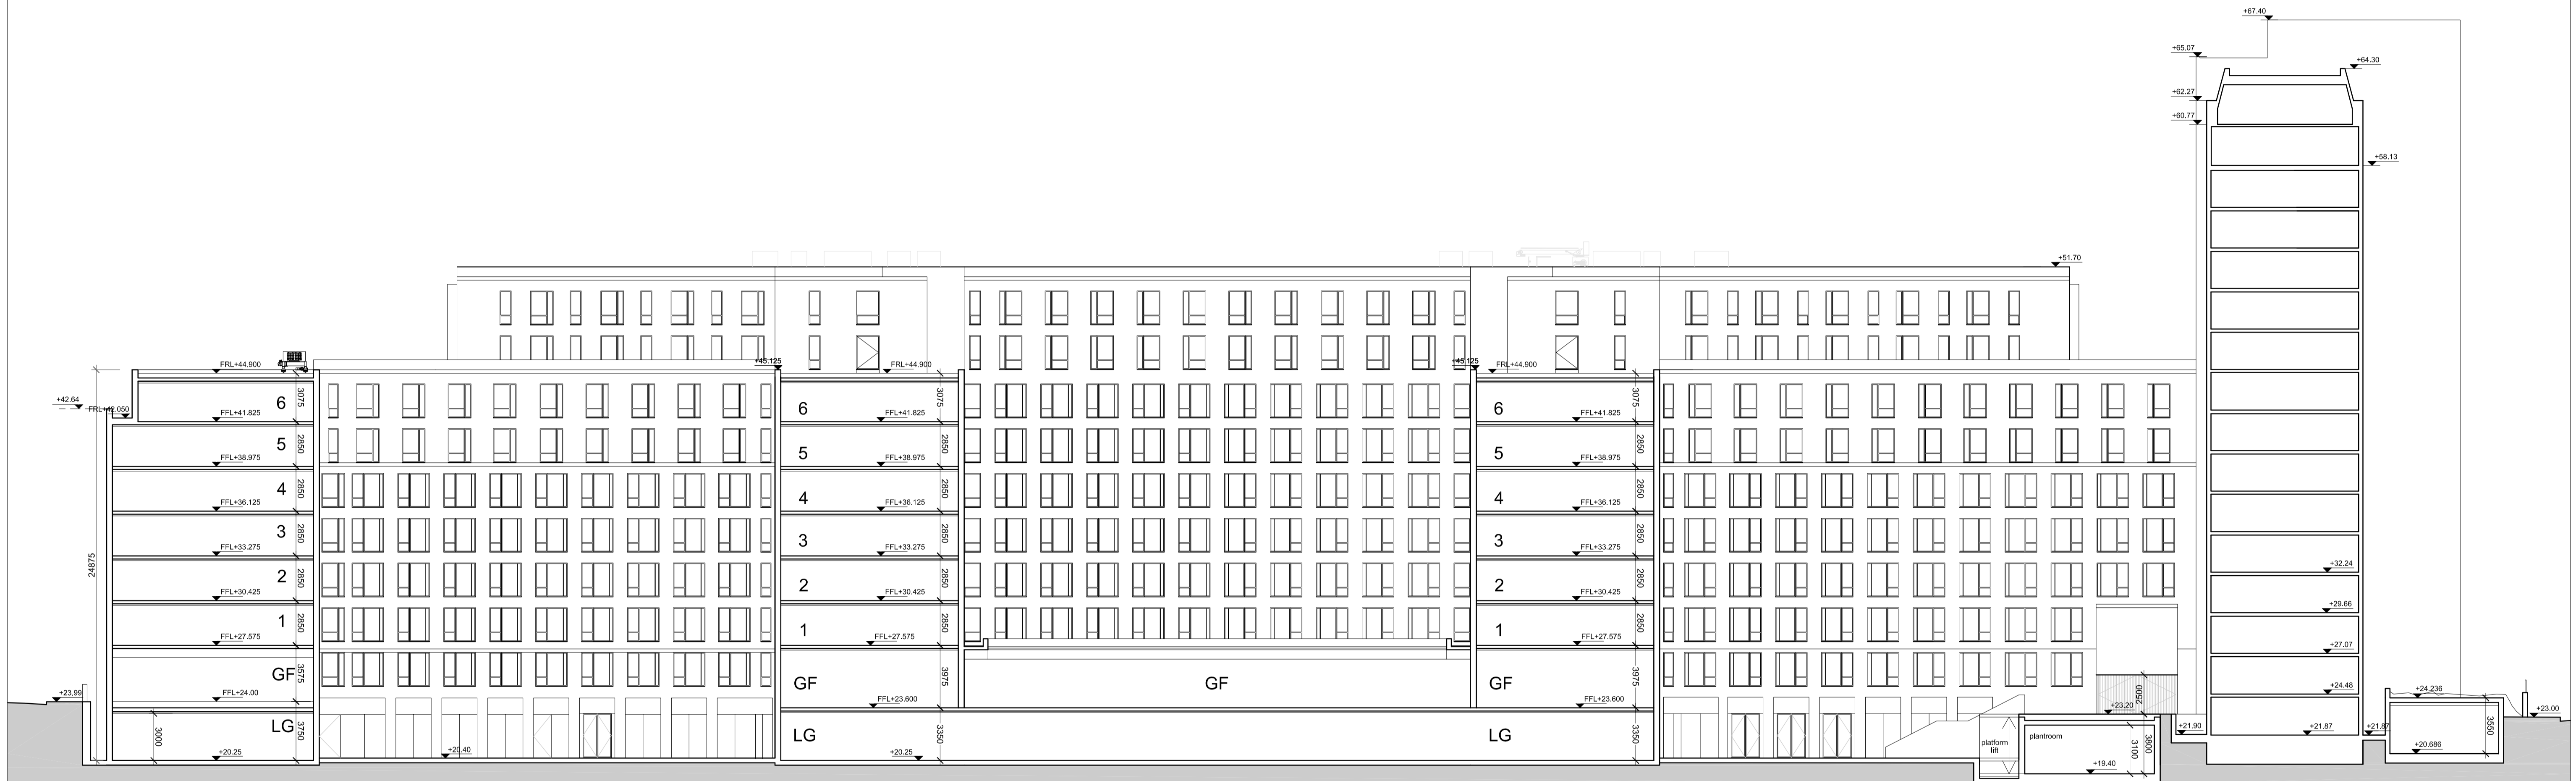 +67.40
+65.07
+64.30
+62.27
+60.77
+58.13
+51.70
+45.125
+45.125
FRL+44.900
FRL+44.900
FRL+44.900
+42.64
FRL+42.050
6
3075
FFL+41.825
6
3075
FFL+41.825
6
3075
FFL+41.825
5
2850
FFL+38.975
5
2850
FFL+38.975
5
2850
FFL+38.975
4
2850
FFL+36.125
4
2850
FFL+36.125
4
2850
FFL+36.125
24875
3
2850
FFL+33.275
3
2850
FFL+33.275
3
2850
FFL+33.275
+32.24
2
2850
FFL+30.425
2
2850
FFL+30.425
2
2850
FFL+30.425
+29.66
1
2850
FFL+27.575
1
2850
FFL+27.575
1
2850
FFL+27.575
+27.07
GF
3575
GF
3975
GF
GF
3975
+24.48
+23.99
FFL+24.00
FFL+23.600
FFL+23.600
2500
+23.20
+24.236
+23.00
LG
3750
3000
LG
3350
LG
3350
+20.25
+20.40
+20.25
platform
lift
plantroom
3100
3800
+19.40
+21.90
+21.87
+21.87
3550
+20.686